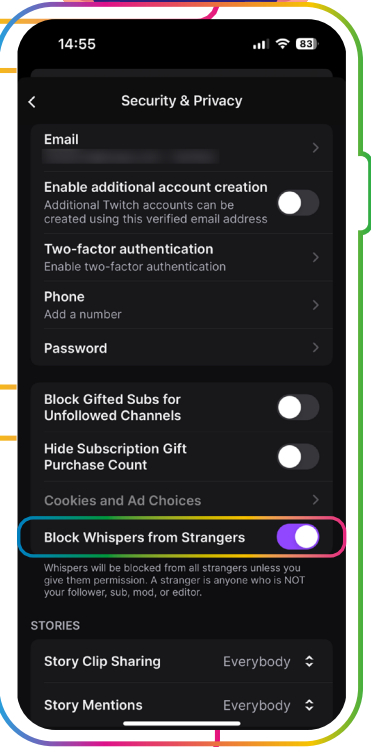 14:55
83
Security & Privacy
Email
Enable additional account creation
Additional Twitch accounts can be
created using this verified email address
Two-factor authentication
Enable two-factor authentication
Phone
Add a number
Password
Block Gifted Subs for
Unfollowed Channels
Hide Subscription Gift
Purchase Count
Cookies and Ad Choices
Block Whispers from Strangers
Whispers will be blocked from all strangers unless you
give them permission. A stranger is anyone who is NOT
your follower, sub, mod, or editor.
STORIES
Story Clip Sharing Everybody
Story Mentions Everybody